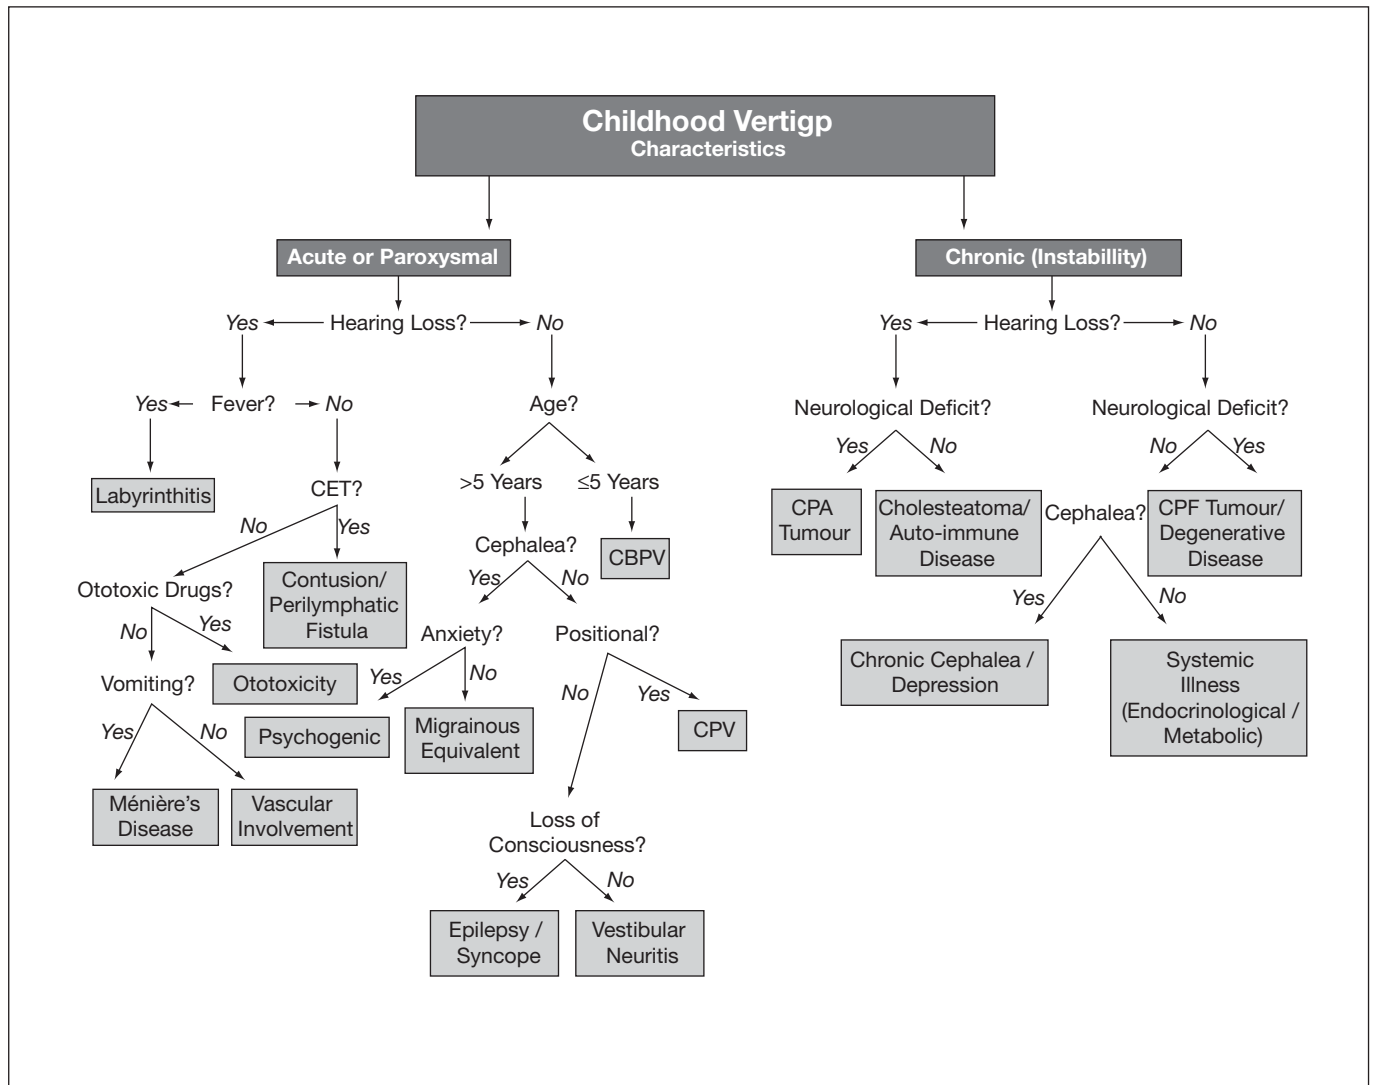 Childhood Vertigp
Characteristics
Acute or Paroxysmal
Chronic (Instabillity)
Yes
Hearing Loss?
No
Yes
Hearing Loss?
No
Yes
Fever?
No
Age?
Neurological Deficit?
Neurological Deficit?
Yes
No
No
Yes
Labyrinthitis
CET?
>5 Years
≤5 Years
CPA
Tumour
Cholesteatoma/
Auto-immune
Disease
Cephalea?
CPF Tumour/
Degenerative
Disease
No
Yes
Cephalea?
CBPV
Ototoxic Drugs?
Contusion/
Perilymphatic
Fistula
Yes
No
Yes
No
No
Yes
Anxiety?
Positional?
Chronic Cephalea /
Depression
Systemic
Illness
(Endocrinological /
Metabolic)
Vomiting?
Ototoxicity
Yes
No
No
Yes
Yes
No
Psychogenic
Migrainous
Equivalent
CPV
Ménière's
Disease
Vascular
Involvement
Loss of
Consciousness?
Yes
No
Epilepsy /
Syncope
Vestibular
Neuritis